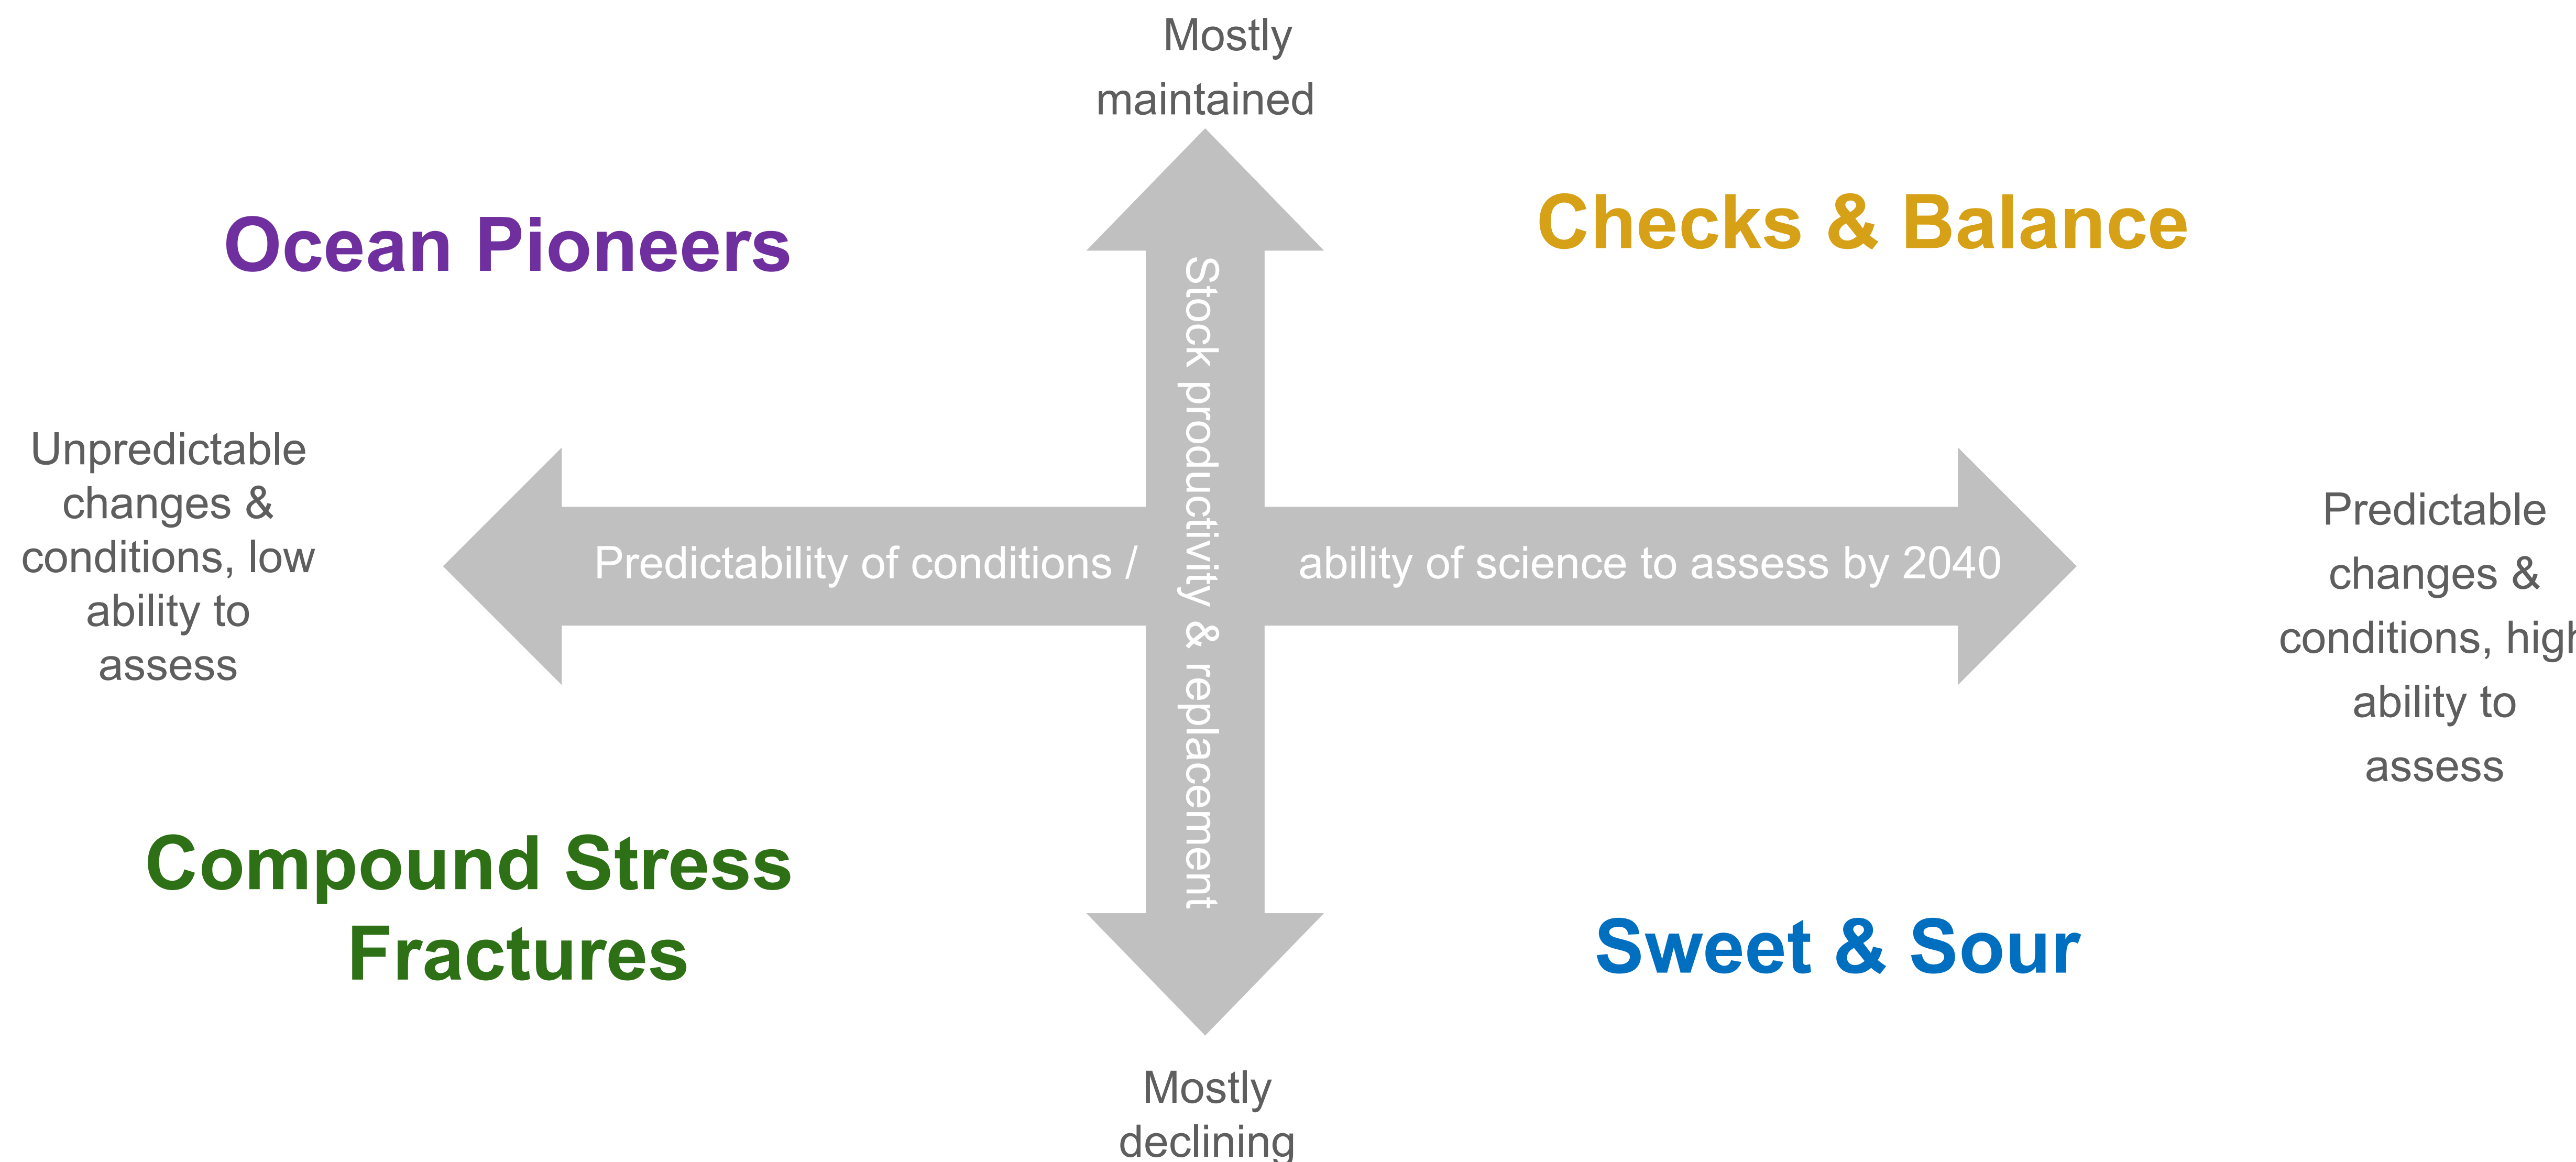 Mostly
maintained
Ocean Pioneers
Checks & Balance
Stock productivity & replacement
Unpredictable
changes &
conditions, low
ability to
assess
Predictability of conditions /
ability of science to assess by 2040
Predictable
changes &
conditions, high
ability to
assess
Compound Stress
Fractures
Sweet & Sour
Mostly
declining